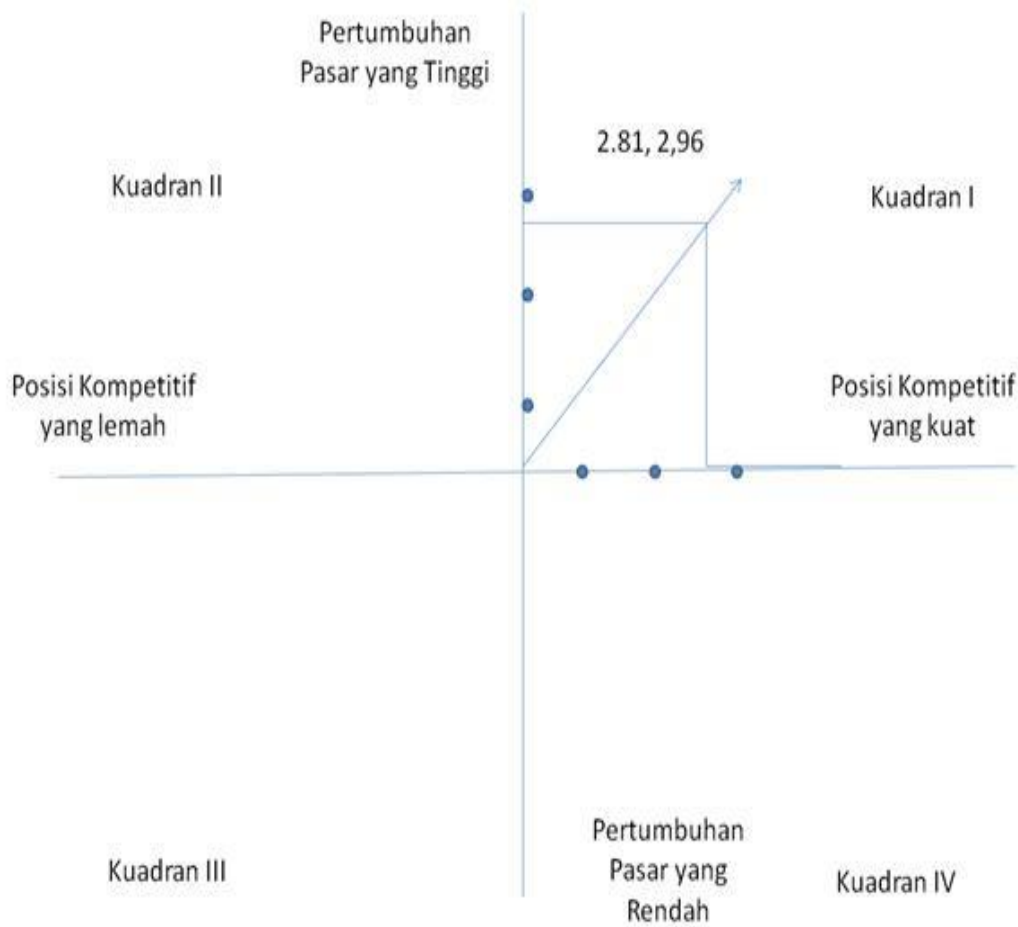 Pertumbuhan
Pasar yang Tinggi
2.81, 2,96
Kuadran II
Kuadran I
Posisi Kompetitif
yang lemah
Posisi Kompetitif
yang kuat
Pertumbuhan
Pasar yang
Rendah
Kuadran III
Kuadran IV